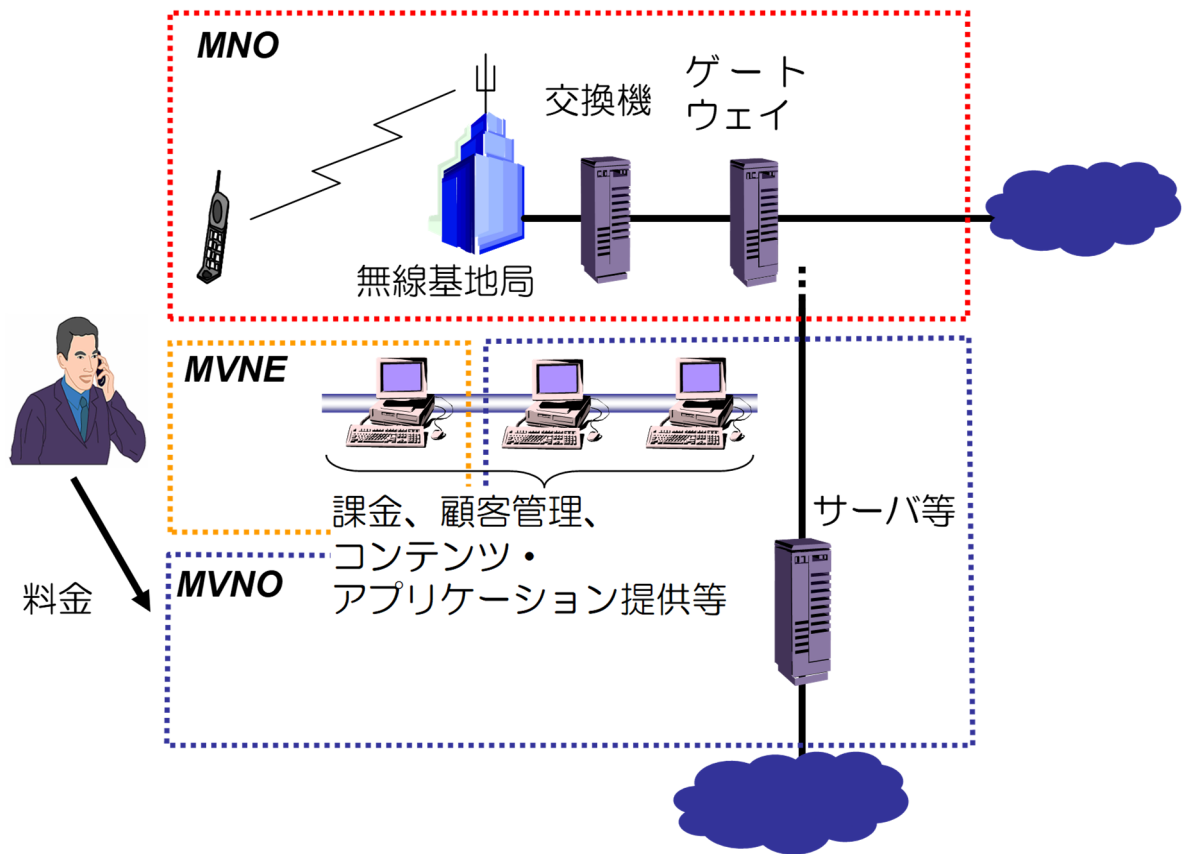 MNO
交換機
ゲート
ウェイ
無線基地局
MVNE
課金、顧客管理、
コンテンツ・
アプリケーション提供等
サーバ等
MVNO
料金